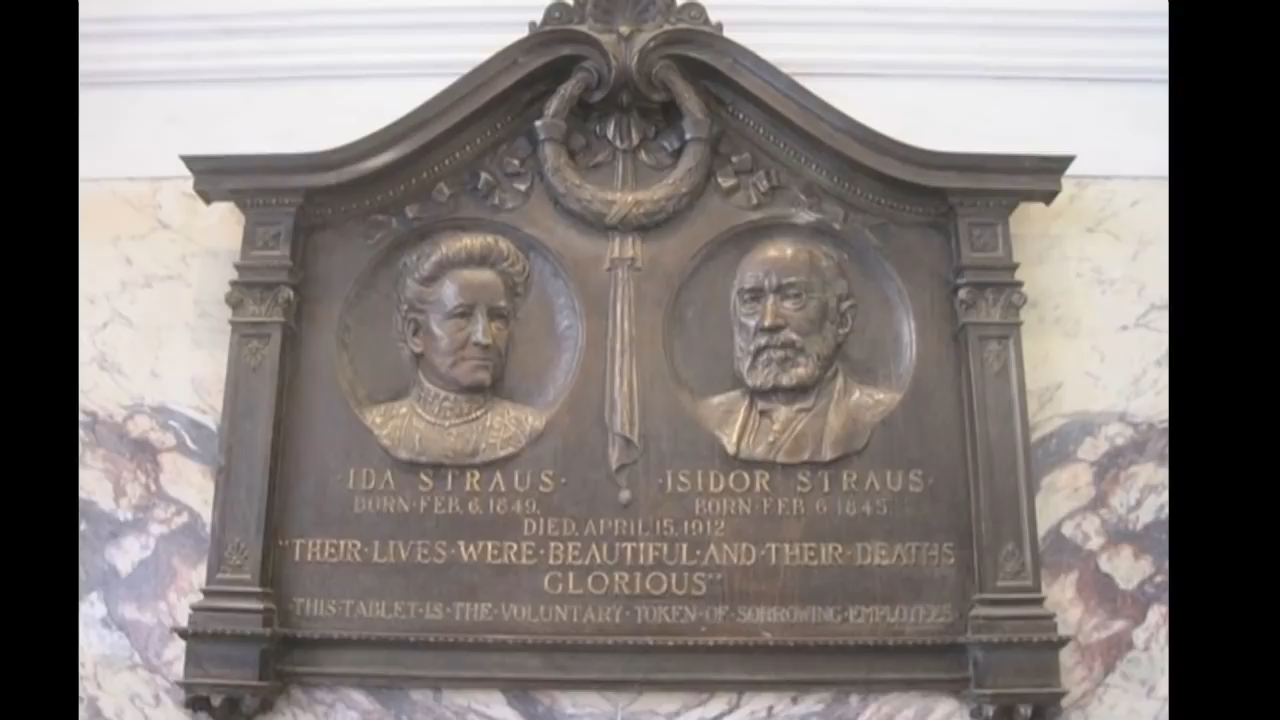 ·IDA STRAUS· ·ISIDOR STRAUS·
BORN·FEB. 6, 1849. BORN·FEB 6 1845
DIED, APRIL 15, 1912
"THEIR·LIVES·WERE·BEAUTIFUL·AND·THEIR·DEATHS
GLORIOUS"
·THIS·TABLET·IS·THE·VOLUNTARY·TOKEN·OF·SORROWING·EMPLOYEES·